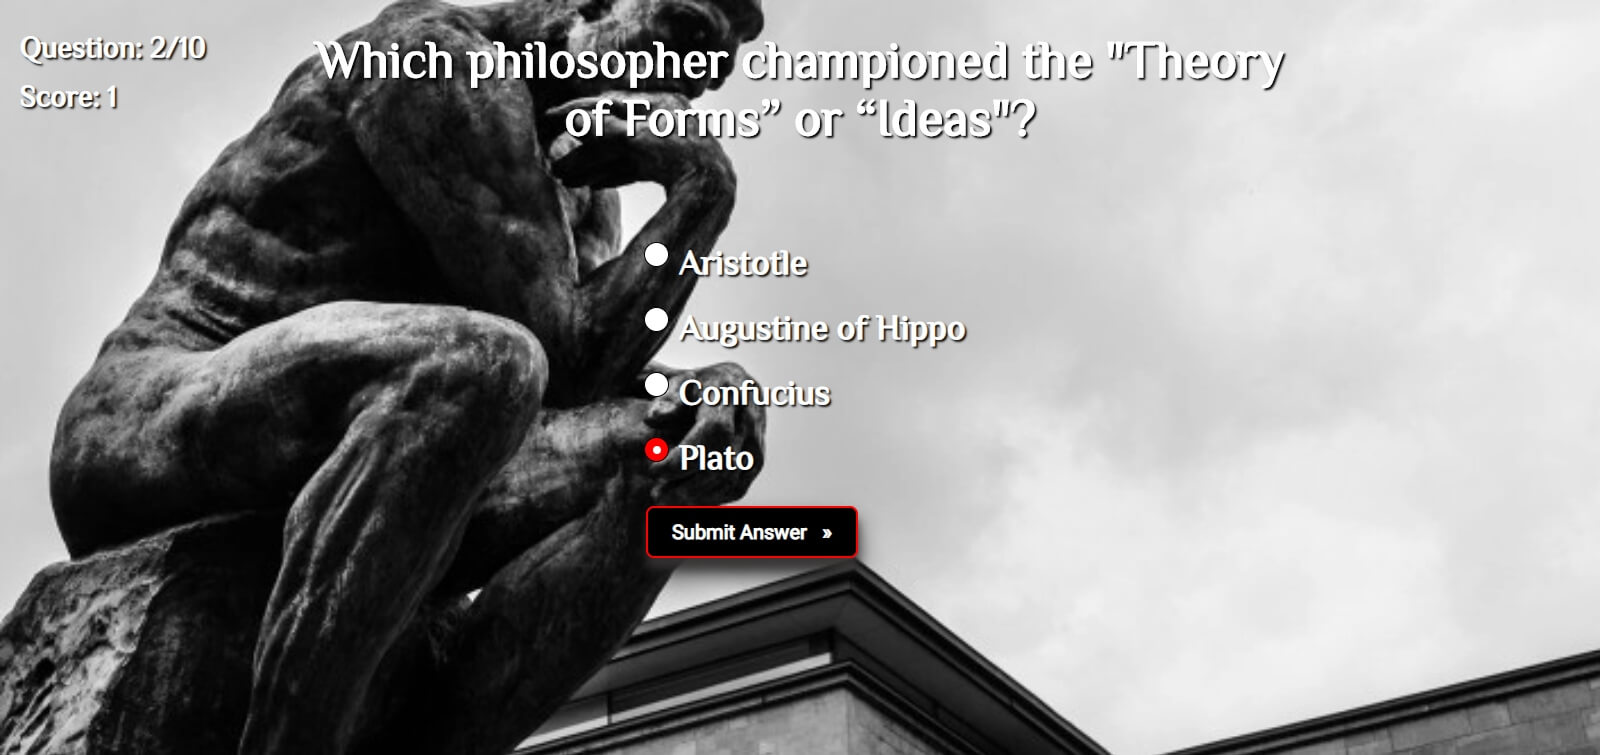 Question: 2/10
Score: 1
Which philosopher championed the "Theory
of Forms” or “Ideas"?
Aristotle
Augustine of Hippo
Confucius
Plato
Submit Answer »